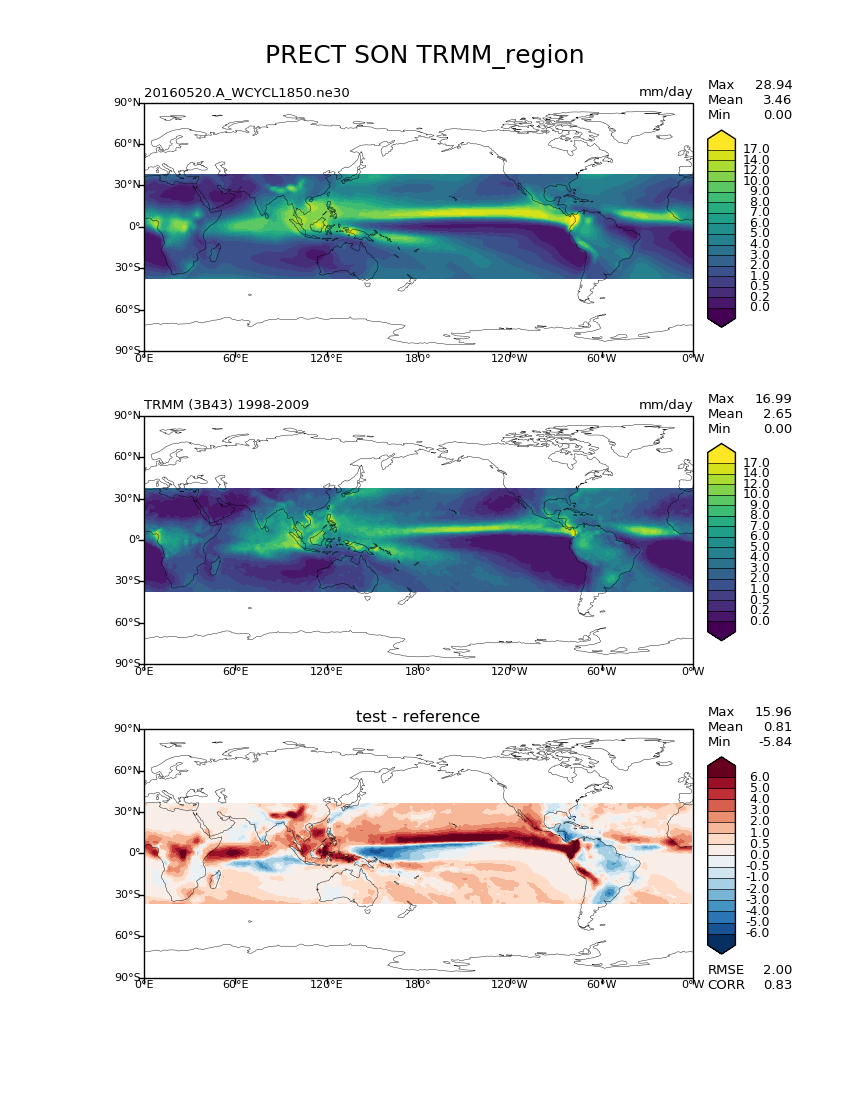 PRECT SON TRMM_region
20160520.A_WCYCL1850.ne30
mm/day
Max 28.94
Mean 3.46
Min 0.00
90°N
60°N
30°N
0°
30°S
60°S
90°S
0°E 60°E 120°E 180° 120°W 60°W 0°W
17.0
14.0
12.0
10.0
9.0
8.0
7.0
6.0
5.0
4.0
3.0
2.0
1.0
0.5
0.2
0.0
TRMM (3B43) 1998-2009
mm/day
Max 16.99
Mean 2.65
Min 0.00
90°N
60°N
30°N
0°
30°S
60°S
90°S
0°E 60°E 120°E 180° 120°W 60°W 0°W
17.0
14.0
12.0
10.0
9.0
8.0
7.0
6.0
5.0
4.0
3.0
2.0
1.0
0.5
0.2
0.0
test - reference
Max 15.96
Mean 0.81
Min -5.84
90°N
60°N
30°N
0°
30°S
60°S
90°S
0°E 60°E 120°E 180° 120°W 60°W 0°W
6.0
5.0
4.0
3.0
2.0
1.0
0.5
0.0
-0.5
-1.0
-2.0
-3.0
-4.0
-5.0
-6.0
RMSE 2.00
CORR 0.83